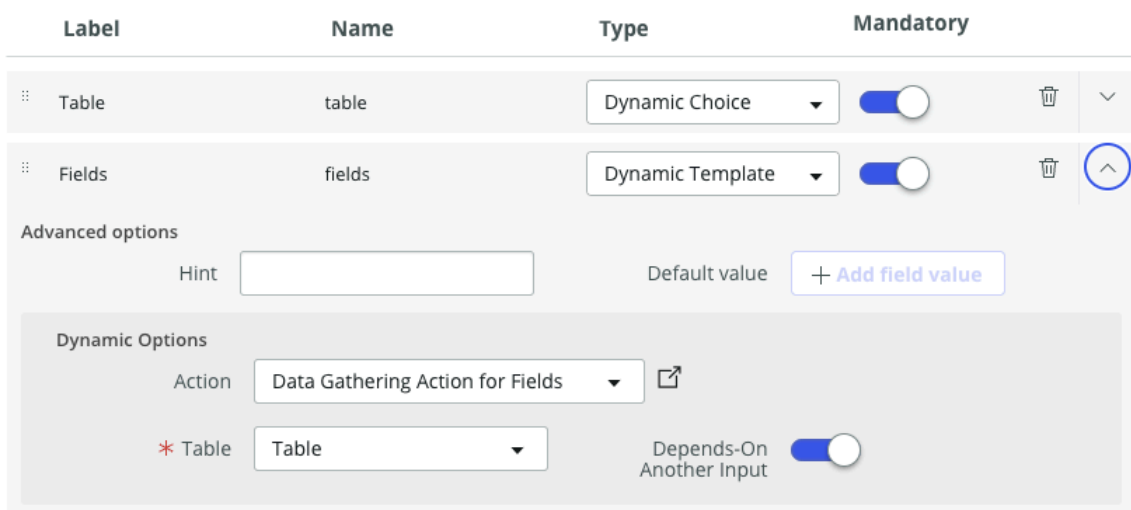 Label Name Type Mandatory
Table table Dynamic Choice
Fields fields Dynamic Template
Advanced options
Hint Default value + Add field value
Dynamic Options
Action Data Gathering Action for Fields
* Table Table Depends-On
Another Input